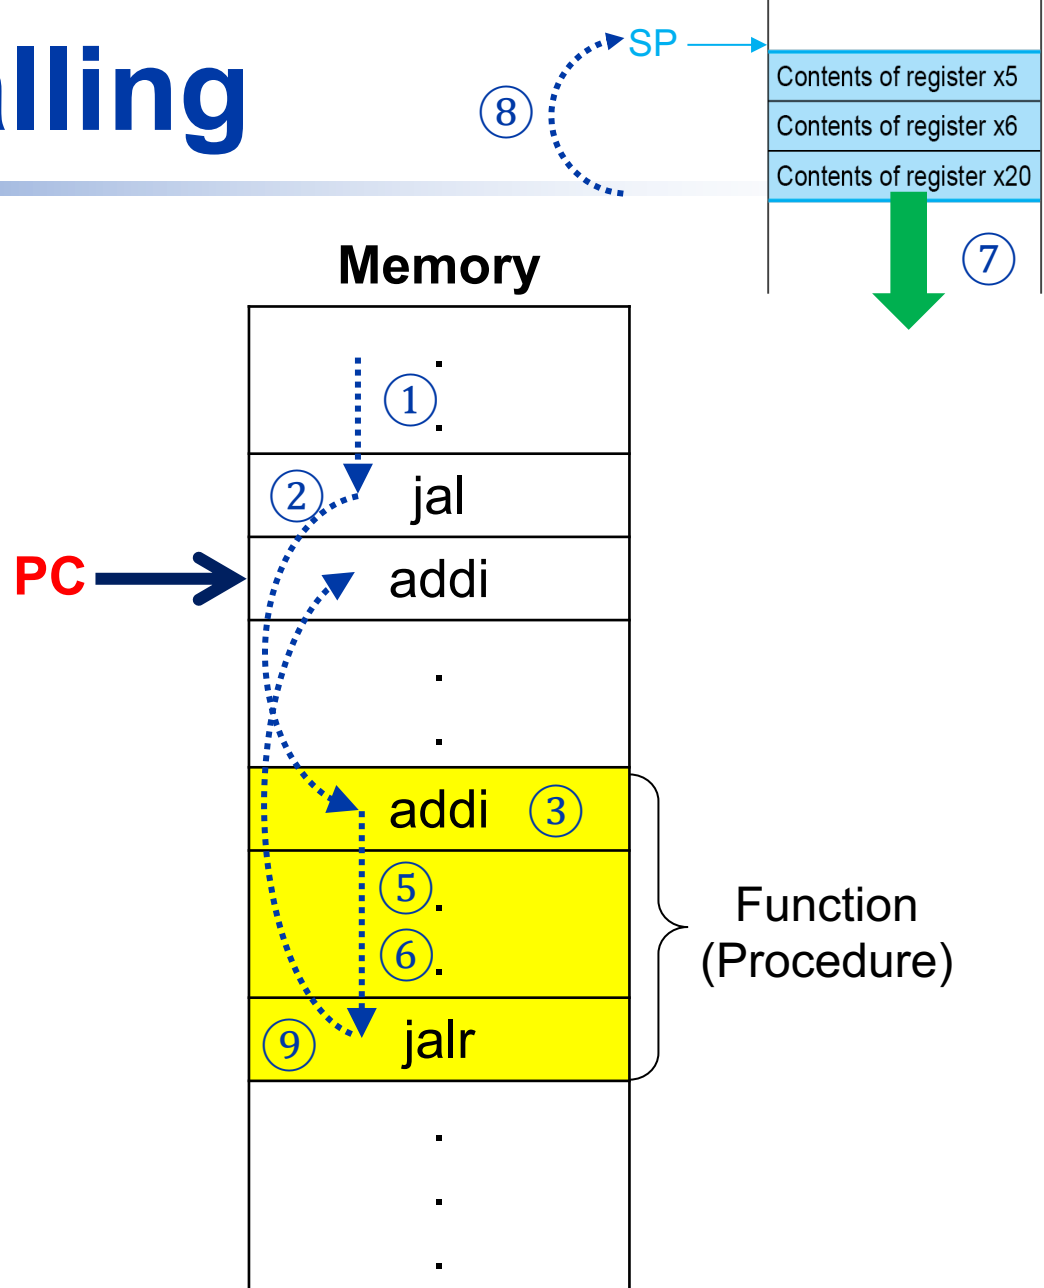 alling
SP
Contents of register x5
⑧
Contents of register x6
Contents of register x20
⑦
Memory
.
①
.
② jal
PC
addi
.
.
addi ③
⑤.
⑥.
Function
(Procedure)
⑨ jalr
.
.
.